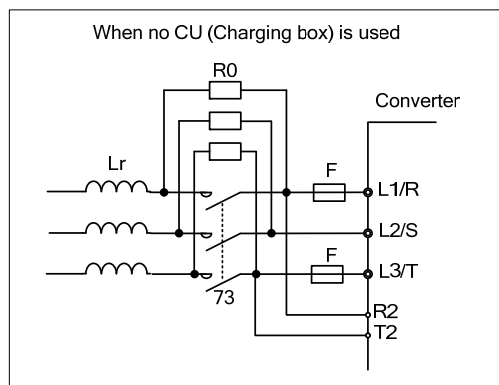 When no CU (Charging box) is used
R0
Converter
Lr
F
L1/R
L2/S
F
L3/T
73
R2
T2